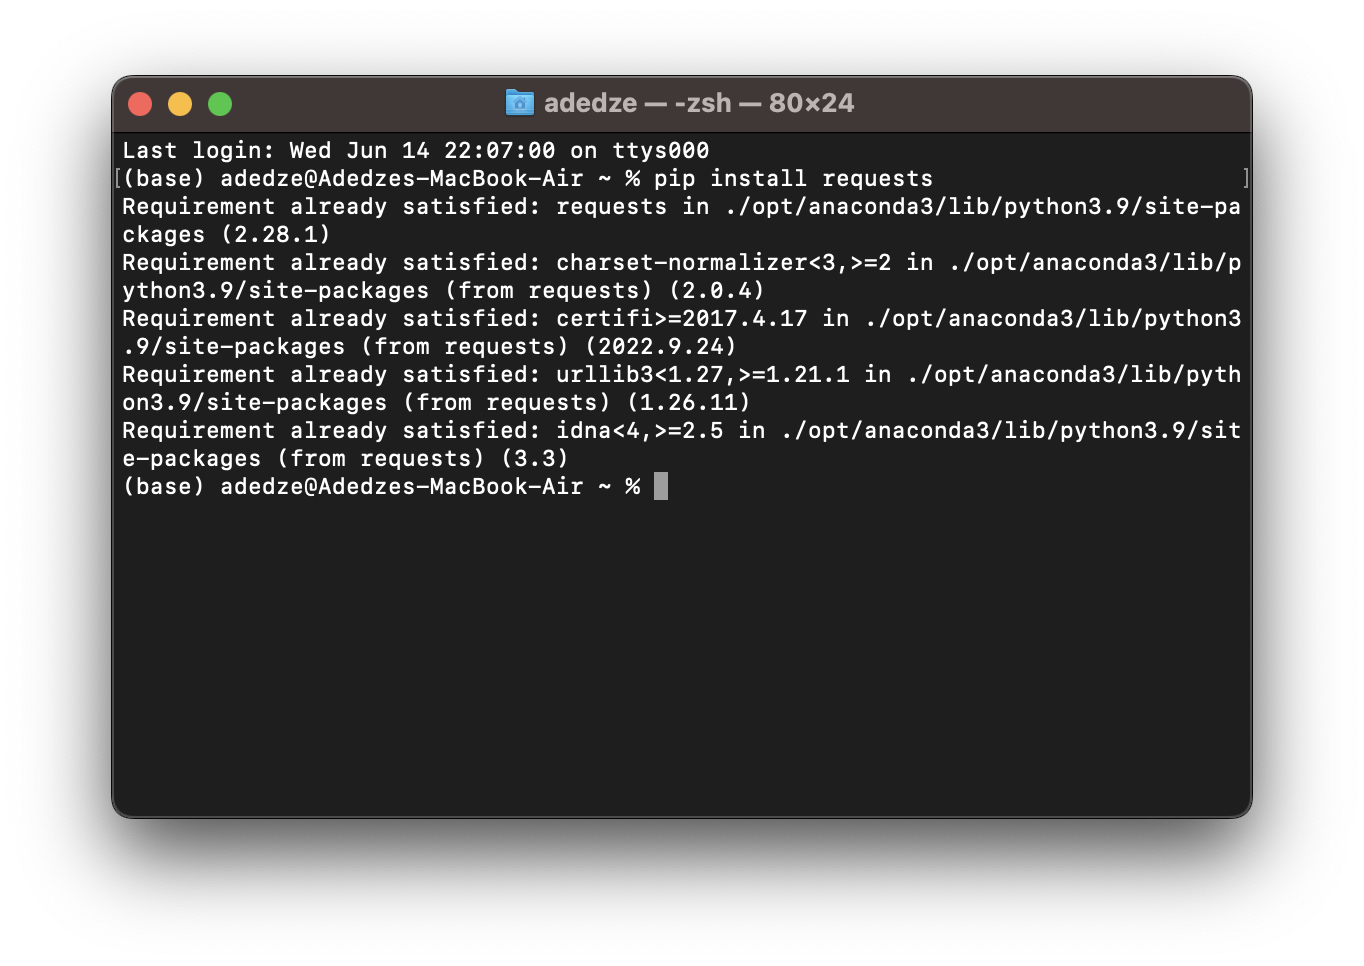 adedze — -zsh — 80×24
Last login: Wed Jun 14 22:07:00 on ttys000
[(base) adedze@Adedzes-MacBook-Air ~ % pip install requests ]
Requirement already satisfied: requests in ./opt/anaconda3/lib/python3.9/site-pa
ckages (2.28.1)
Requirement already satisfied: charset-normalizer<3,>=2 in ./opt/anaconda3/lib/p
ython3.9/site-packages (from requests) (2.0.4)
Requirement already satisfied: certifi>=2017.4.17 in ./opt/anaconda3/lib/python3
.9/site-packages (from requests) (2022.9.24)
Requirement already satisfied: urllib3<1.27,>=1.21.1 in ./opt/anaconda3/lib/pyth
on3.9/site-packages (from requests) (1.26.11)
Requirement already satisfied: idna<4,>=2.5 in ./opt/anaconda3/lib/python3.9/sit
e-packages (from requests) (3.3)
(base) adedze@Adedzes-MacBook-Air ~ %